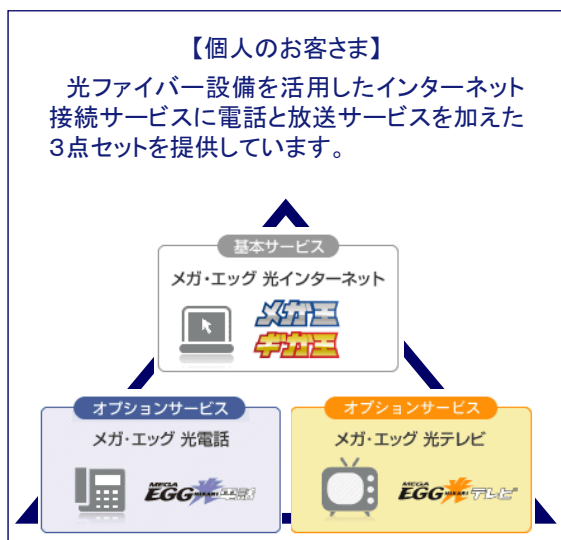 【個人のお客さま】
光ファイバー設備を活用したインターネット
接続サービスに電話と放送サービスを加えた
３点セットを提供しています。
基本サービス
メガ・エッグ 光インターネット
メガ王
ギガ王
オプションサービス
メガ・エッグ 光電話
MEGA
EGG HIKARI 電話
オプションサービス
メガ・エッグ 光テレビ
MEGA
EGG HIKARI テレビ